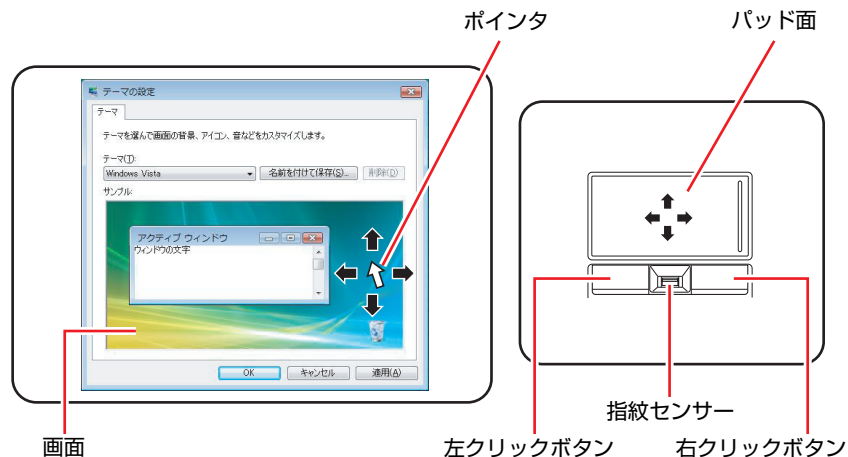 ポインタ
パッド面
テーマの設定
テーマ
テーマを選んで画面の背景、アイコン、音などをカスタマイズします。
テーマ(T):
Windows Vista
名前を付けて保存(S)...
削除(D)
サンプル:
アクティブ ウィンドウ
ウィンドウの文字
OK
キャンセル
適用(A)
指紋センサー
画面
左クリックボタン
右クリックボタン